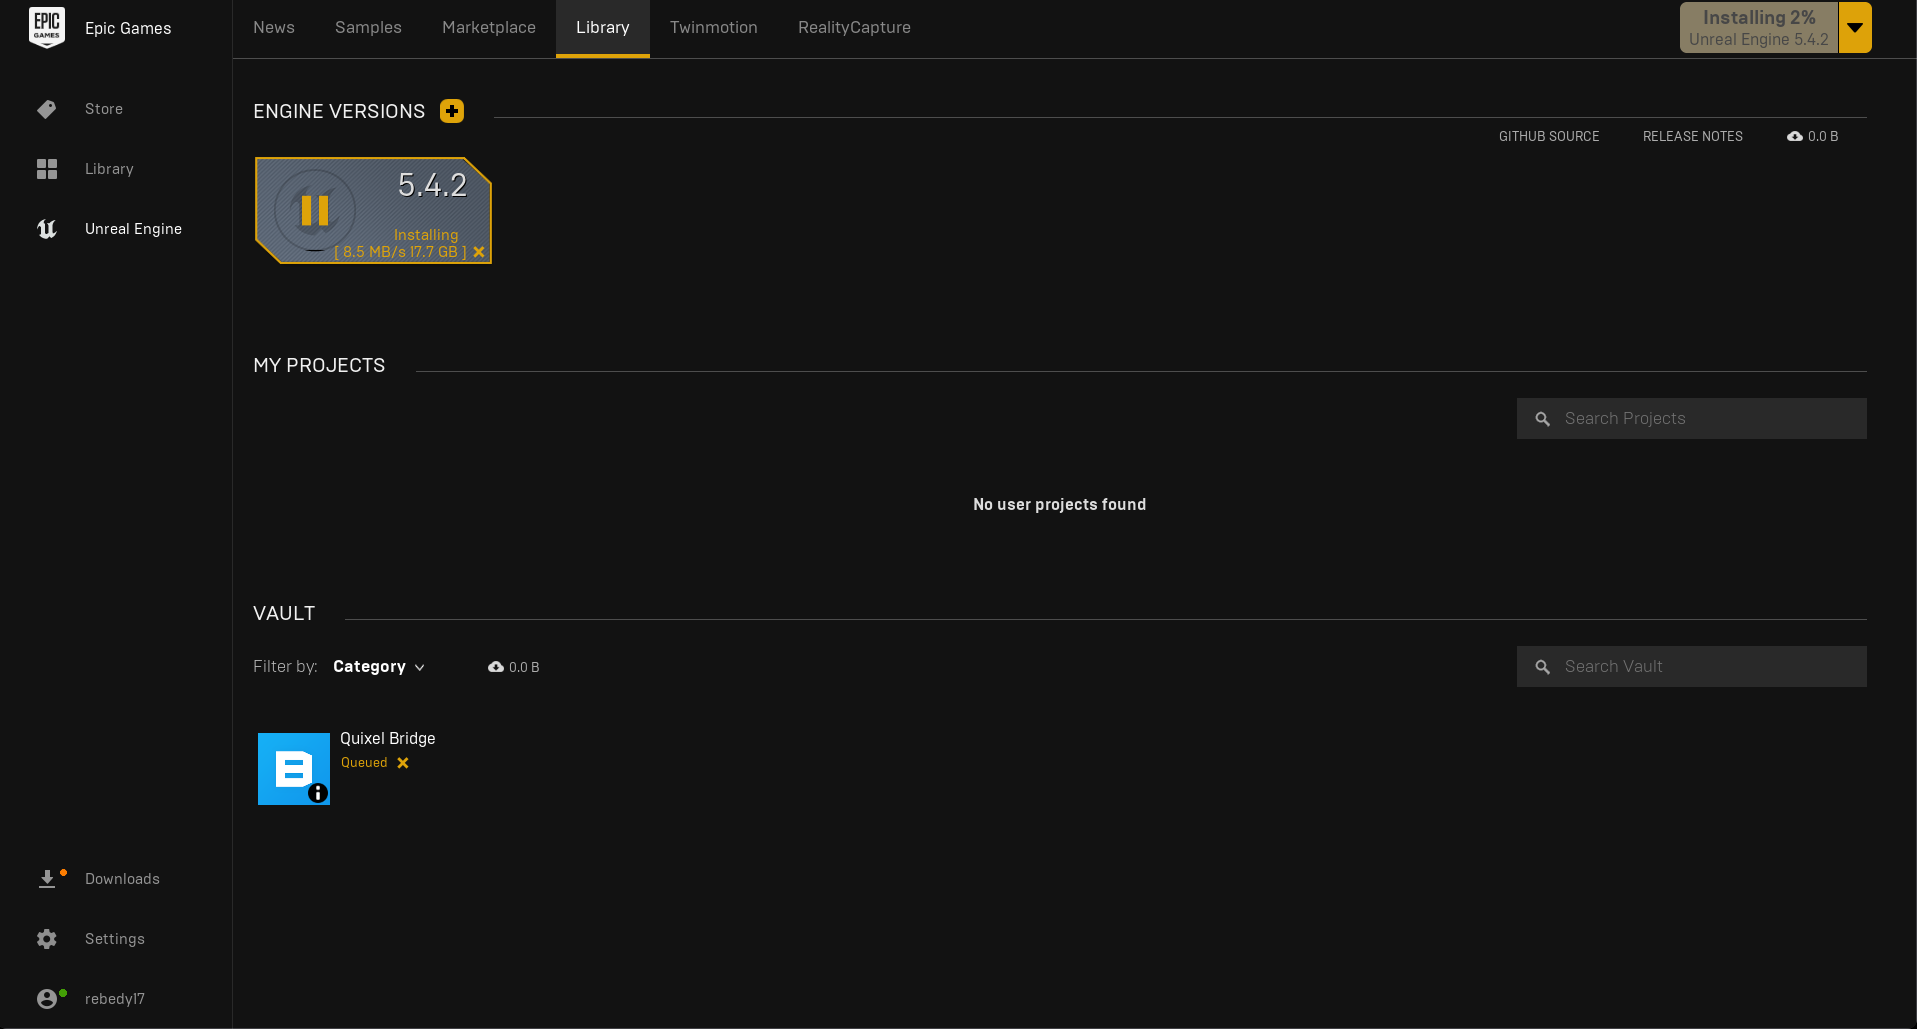 EPIC GAMES
Epic Games
Store
Library
Unreal Engine
Downloads
Settings
rebedy17
News
Samples
Marketplace
Library
Twinmotion
RealityCapture
Installing 2%
Unreal Engine 5.4.2
ENGINE VERSIONS
GITHUB SOURCE
RELEASE NOTES
0.0 B
5.4.2
Installing
[ 8.5 MB/s 17.7 GB ]
MY PROJECTS
Search Projects
No user projects found
VAULT
Filter by:
Category
0.0 B
Search Vault
Quixel Bridge
Queued